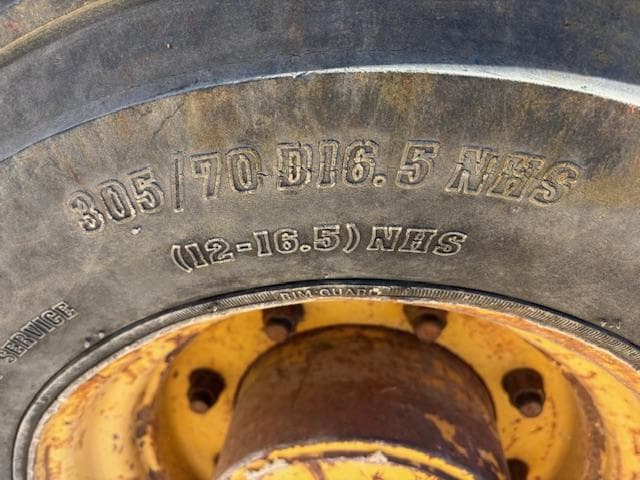 305/70 D16.5 NHS
(12-16.5) NHS
RIM GUARD
SERVICE